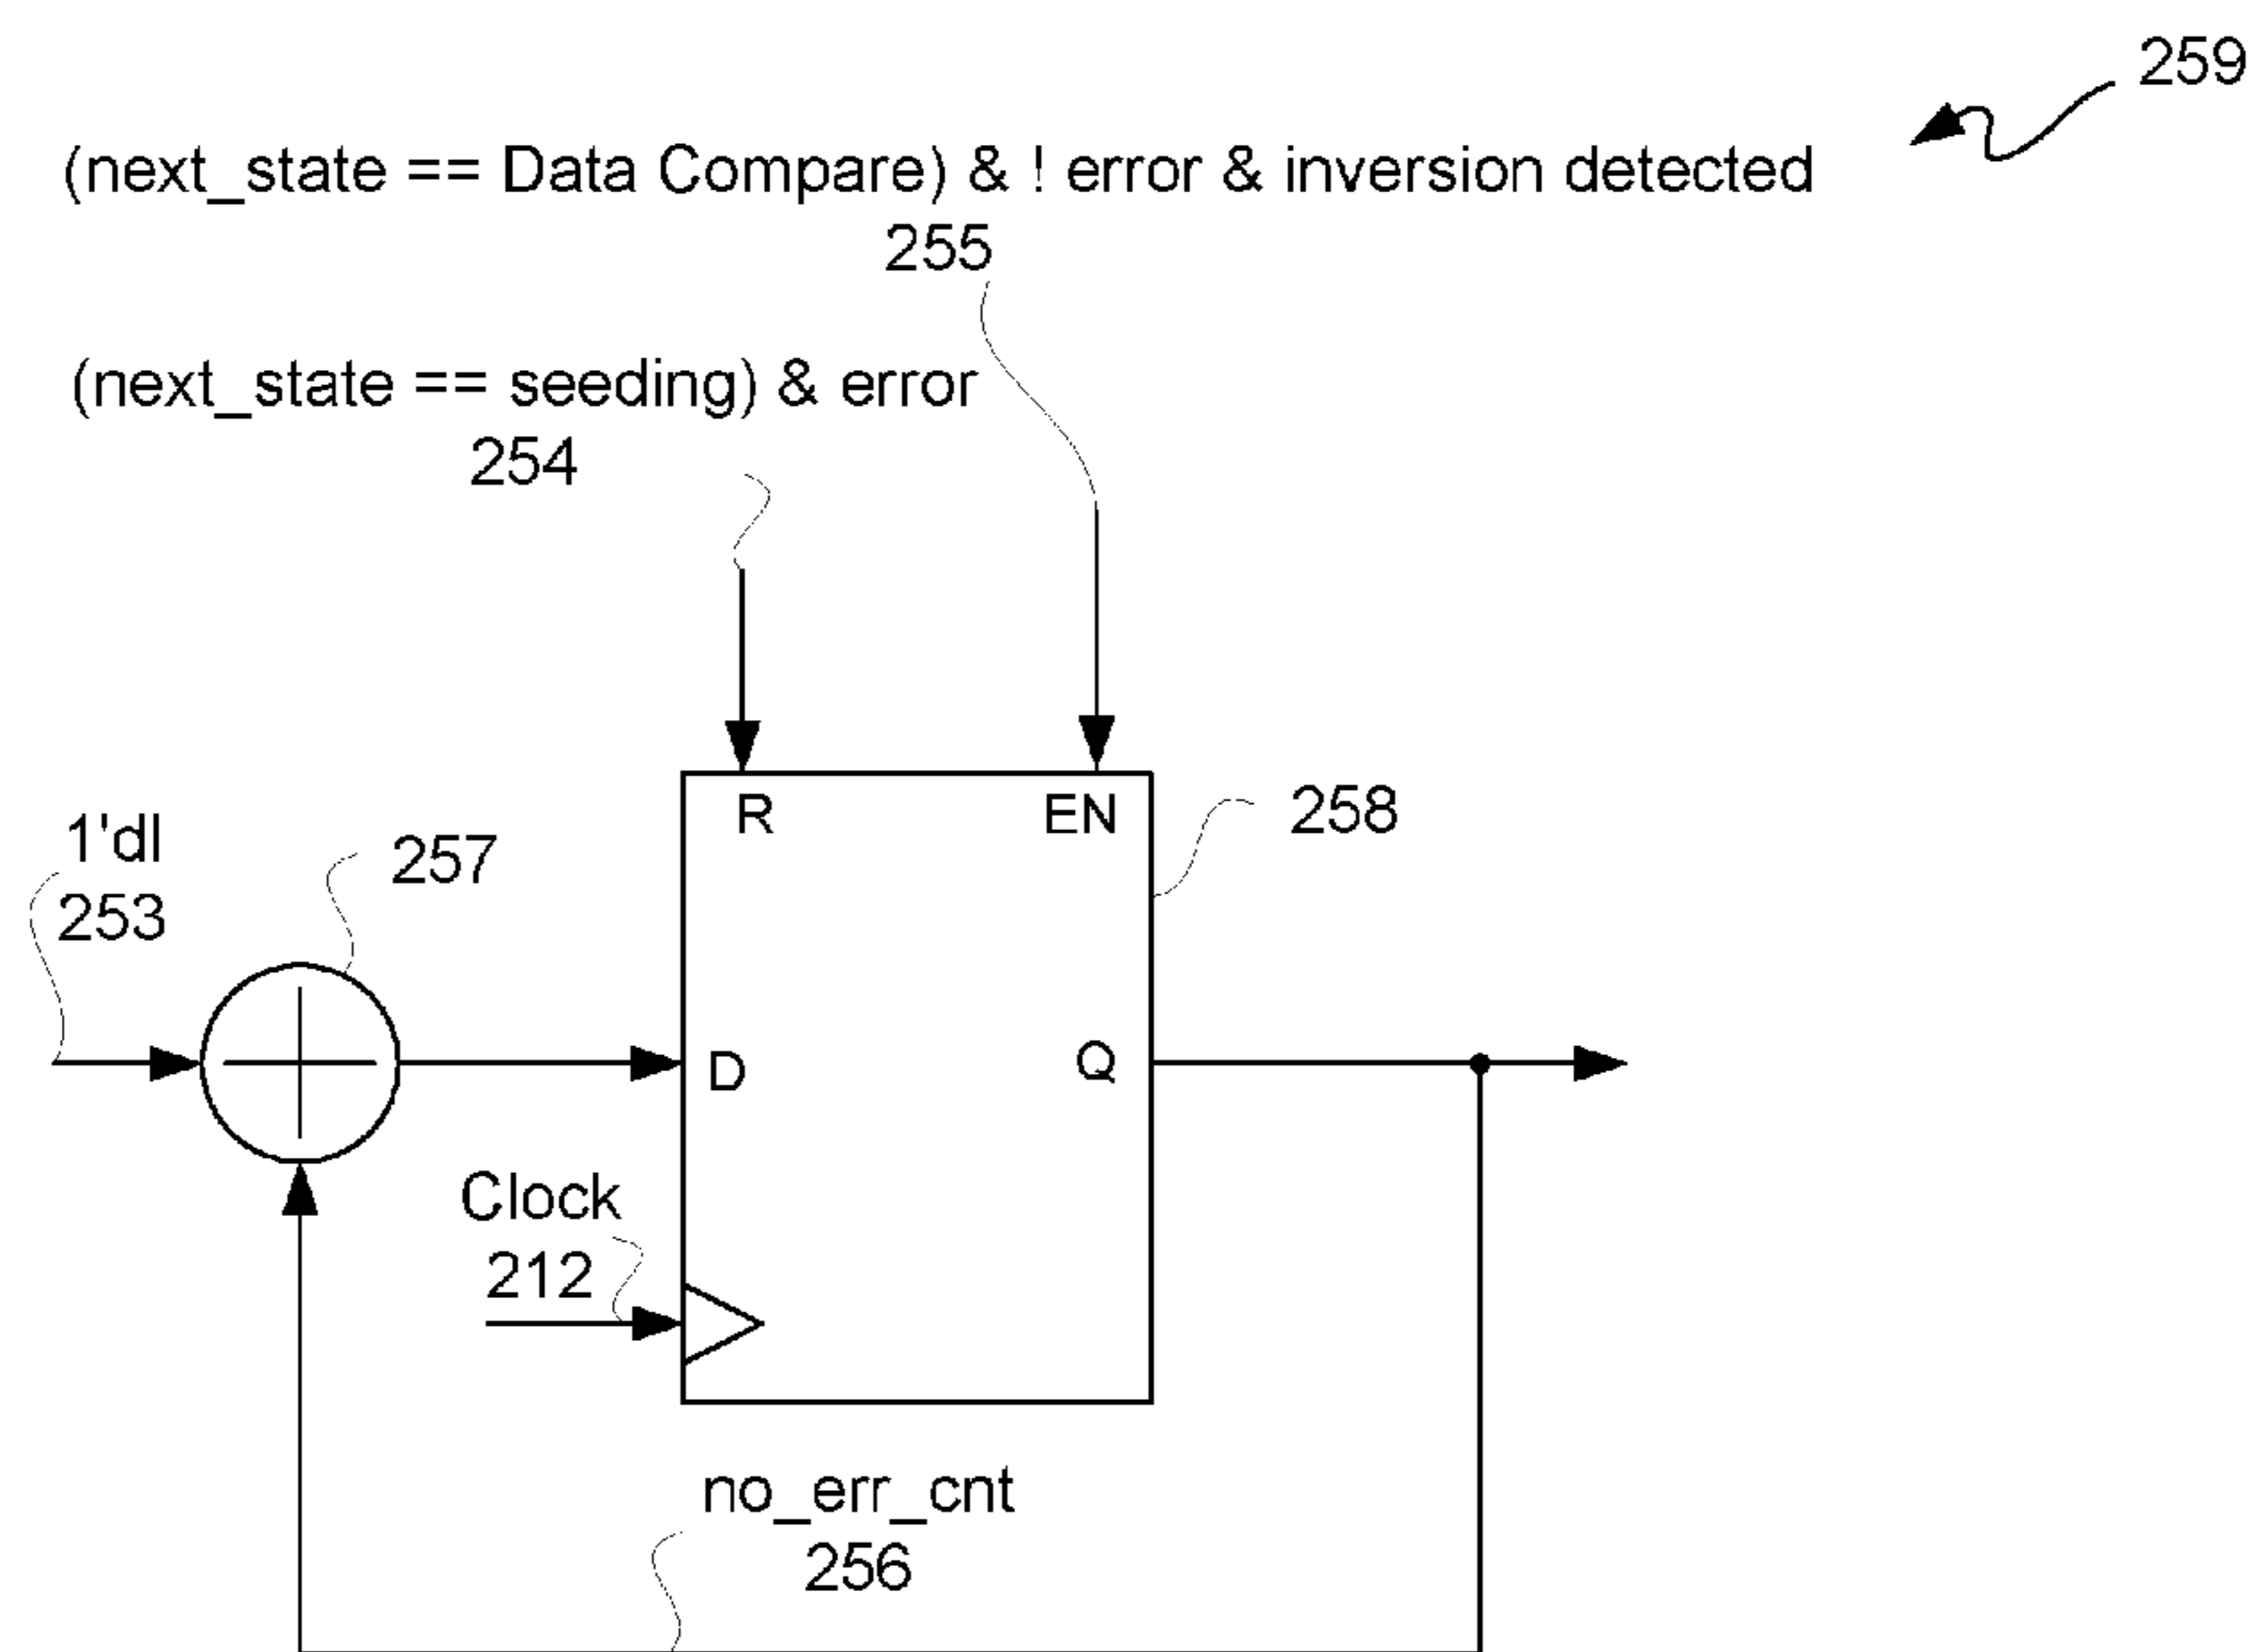 259
(next_state == Data Compare) & ! error & inversion detected
255
(next_state == seeding) & error
254
R
EN
258
1'dl
253
257
D
Q
Clock
212
no_err_cnt
256